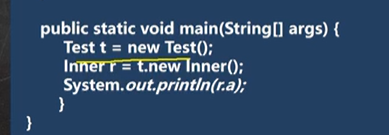 public static void main(String[] args) {
Test t = new Test();
Inner r = t.new Inner();
System.out.println(r.a);
}
}